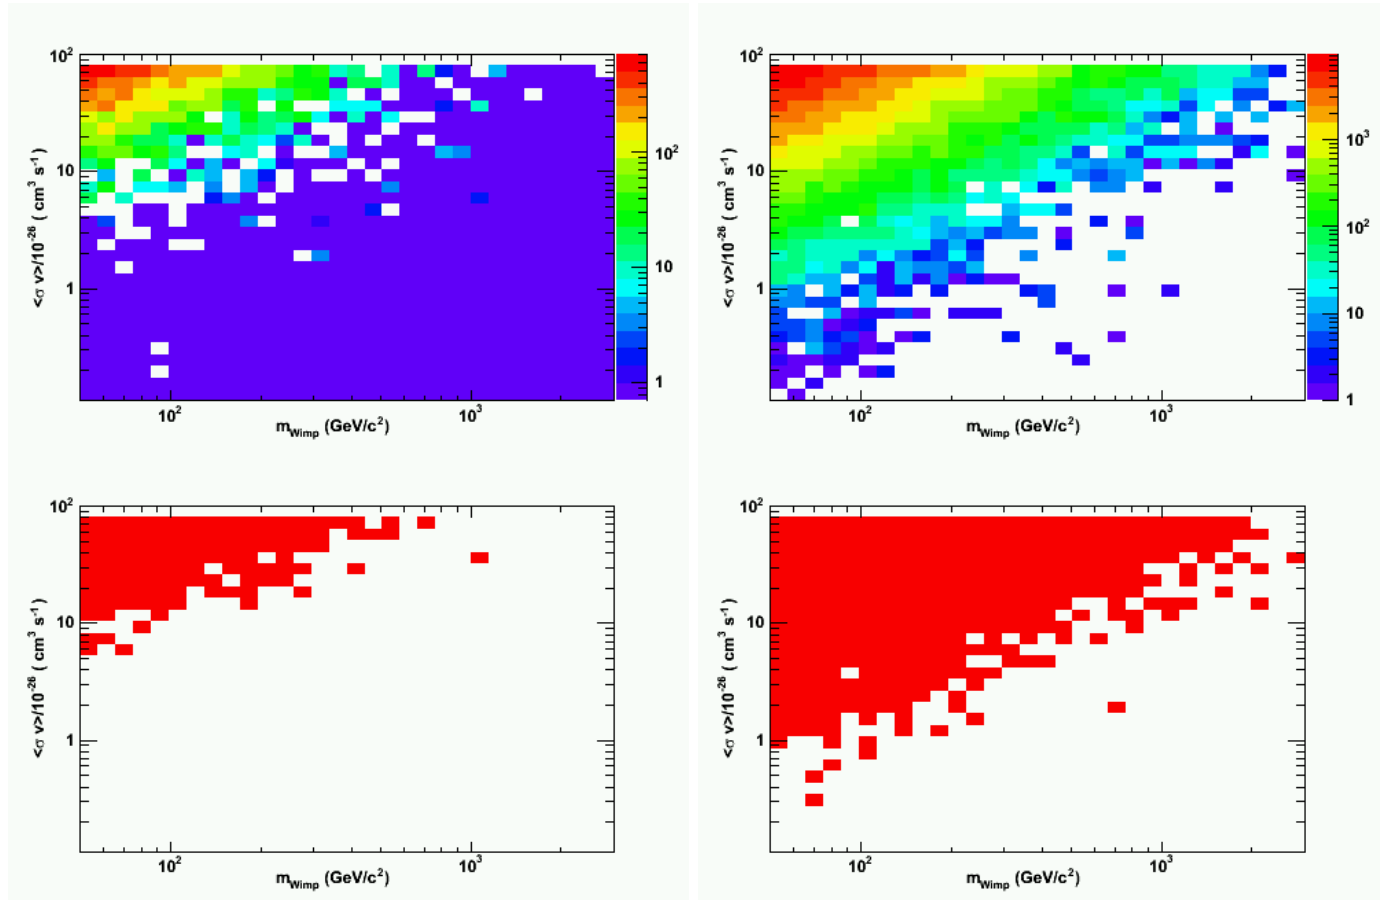 10² 10 1
<σ v>/10⁻²⁶ ( cm³ s⁻¹)
10² 10³
m_Wimp (GeV/c²)
10² 10 1
10² 10 1
<σ v>/10⁻²⁶ ( cm³ s⁻¹)
10² 10³
m_Wimp (GeV/c²)
10³ 10² 10 1
10² 10 1
<σ v>/10⁻²⁶ ( cm³ s⁻¹)
10² 10³
m_Wimp (GeV/c²)
10² 10 1
<σ v>/10⁻²⁶ ( cm³ s⁻¹)
10² 10³
m_Wimp (GeV/c²)